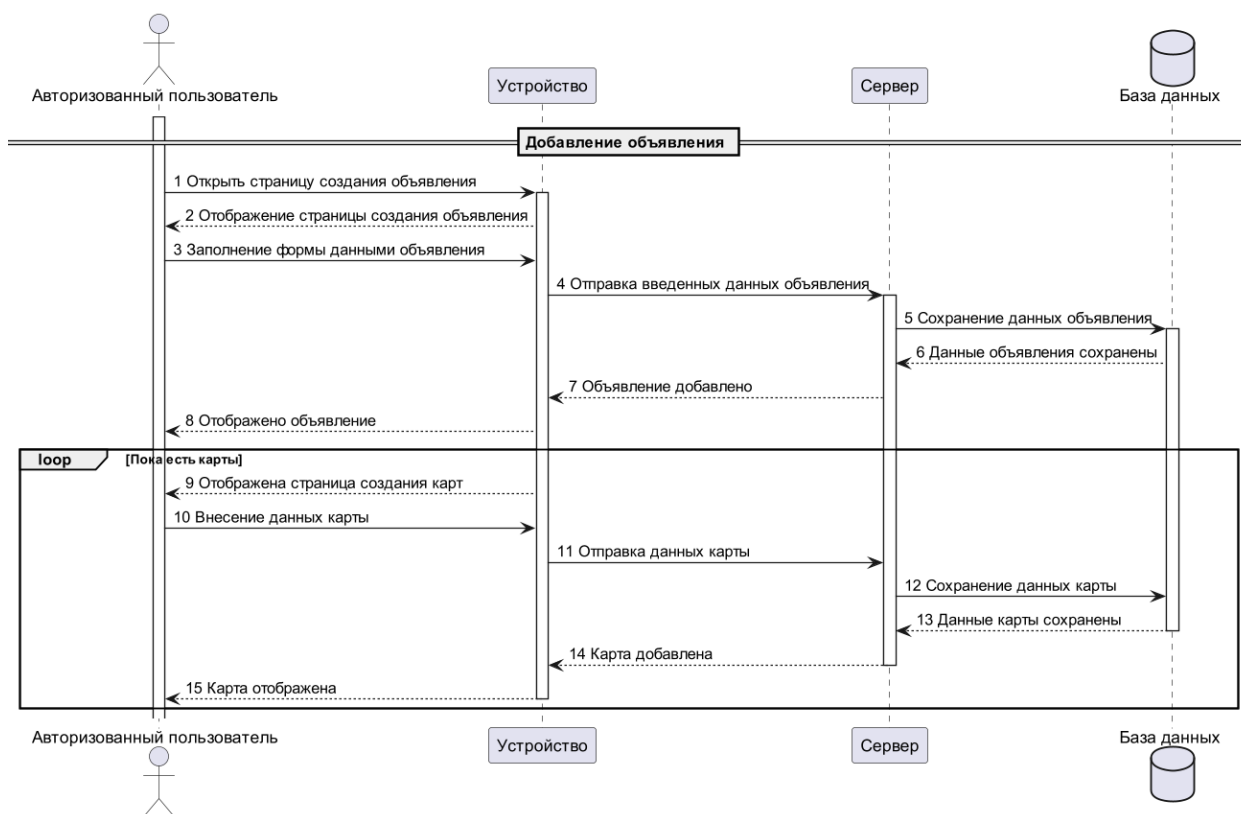 Авторизованный пользователь
Устройство
Сервер
База данных
Добавление объявления
1 Открыть страницу создания объявления
2 Отображение страницы создания объявления
3 Заполнение формы данными объявления
4 Отправка введенных данных объявления
5 Сохранение данных объявления
6 Данные объявления сохранены
7 Объявление добавлено
8 Отображено объявление
loop [Пока есть карты]
9 Отображена страница создания карт
10 Внесение данных карты
11 Отправка данных карты
12 Сохранение данных карты
13 Данные карты сохранены
14 Карта добавлена
15 Карта отображена
Авторизованный пользователь
Устройство
Сервер
База данных